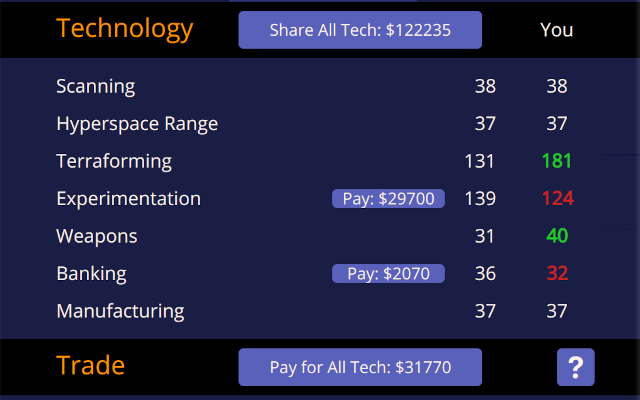 Technology Share All Tech: $122235 You
Scanning 38 38
Hyperspace Range 37 37
Terraforming 131 181
Experimentation Pay: $29700 139 124
Weapons 31 40
Banking Pay: $2070 36 32
Manufacturing 37 37
Trade Pay for All Tech: $31770 ?